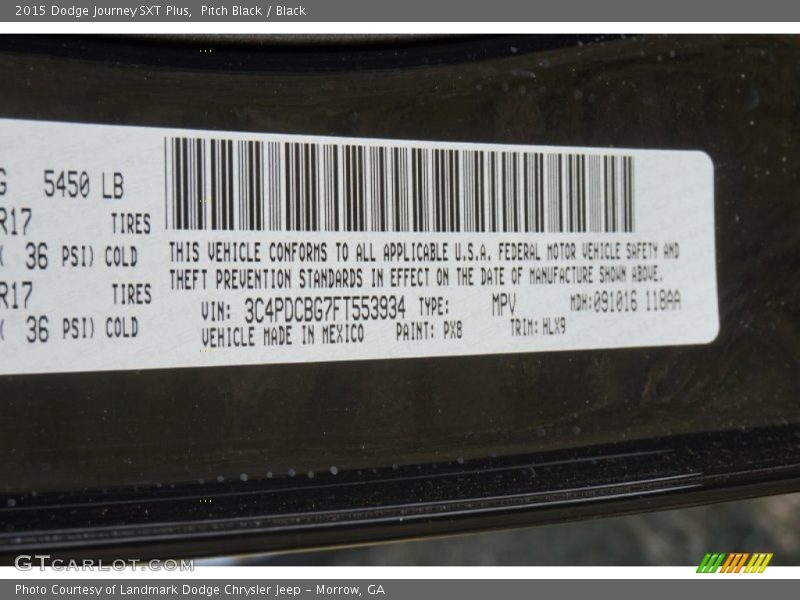 2015 Dodge Journey SXT Plus, Pitch Black / Black
G 5450 LB
R17 TIRES
( 36 PSI) COLD
R17 TIRES
( 36 PSI) COLD
THIS VEHICLE CONFORMS TO ALL APPLICABLE U.S.A. FEDERAL MOTOR VEHICLE SAFETY AND
THEFT PREVENTION STANDARDS IN EFFECT ON THE DATE OF MANUFACTURE SHOWN ABOVE.
VIN: 3C4PDCBG7FT553934 TYPE: MPV MDH:091016 118AA
VEHICLE MADE IN MEXICO PAINT: PX8 TRIM: HLX9
GTCARLOT.COM
Photo Courtesy of Landmark Dodge Chrysler Jeep - Morrow, GA